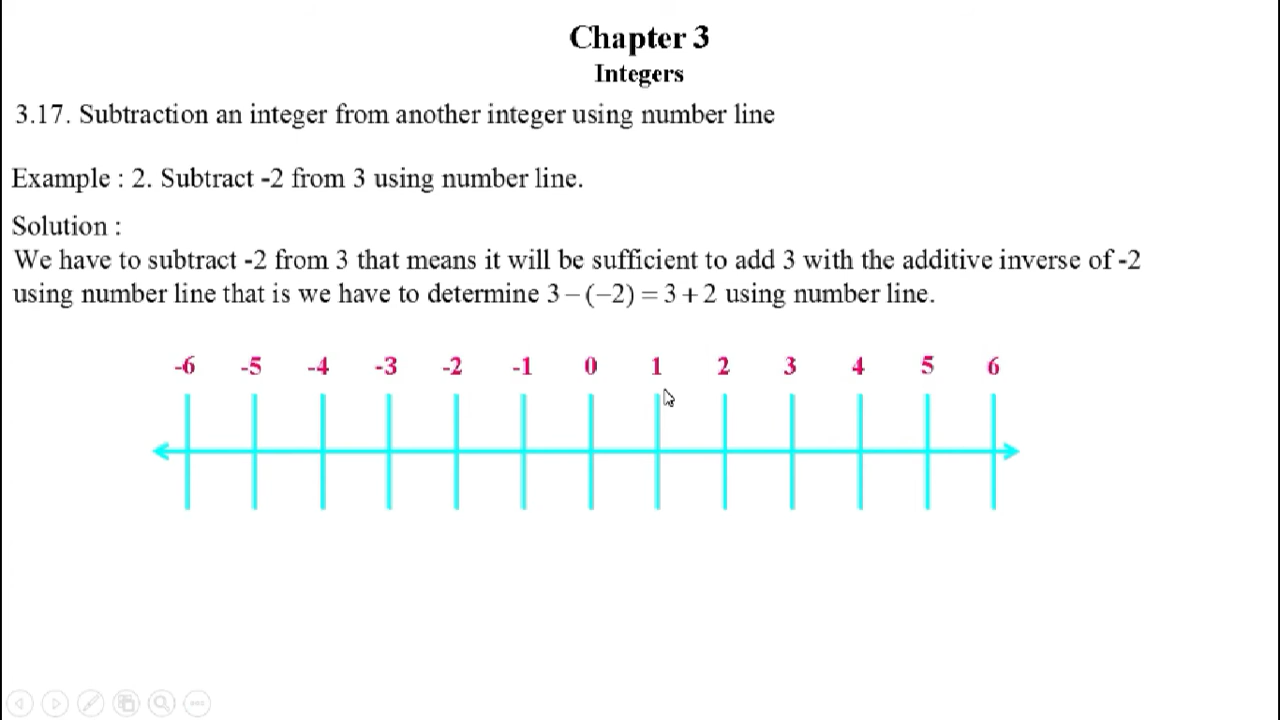 Chapter 3
Integers
3.17. Subtraction an integer from another integer using number line
Example : 2. Subtract -2 from 3 using number line.
Solution :
We have to subtract -2 from 3 that means it will be sufficient to add 3 with the additive inverse of -2
using number line that is we have to determine 3−(−2)=3+2 using number line.
-6 -5 -4 -3 -2 -1 0 1 2 3 4 5 6